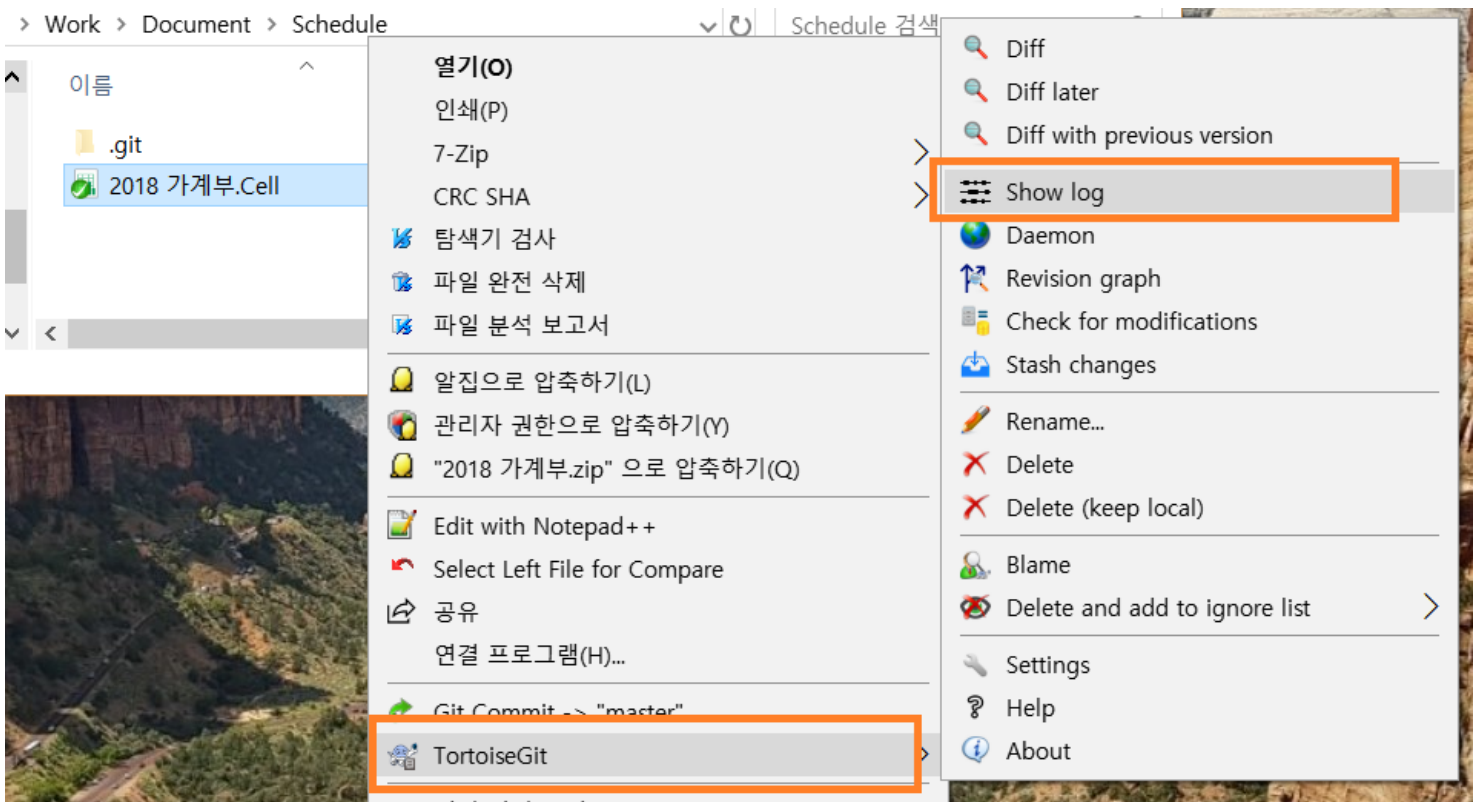 > Work > Document > Schedule
Schedule 검색
이름
.git
2018 가계부.Cell
열기(O)
인쇄(P)
7-Zip
CRC SHA
탐색기 검사
파일 완전 삭제
파일 분석 보고서
알집으로 압축하기(L)
관리자 권한으로 압축하기(Y)
"2018 가계부.zip" 으로 압축하기(Q)
Edit with Notepad++
Select Left File for Compare
공유
연결 프로그램(H)...
Git Commit -> "master"
TortoiseGit
Diff
Diff later
Diff with previous version
Show log
Daemon
Revision graph
Check for modifications
Stash changes
Rename...
Delete
Delete (keep local)
Blame
Delete and add to ignore list
Settings
Help
About